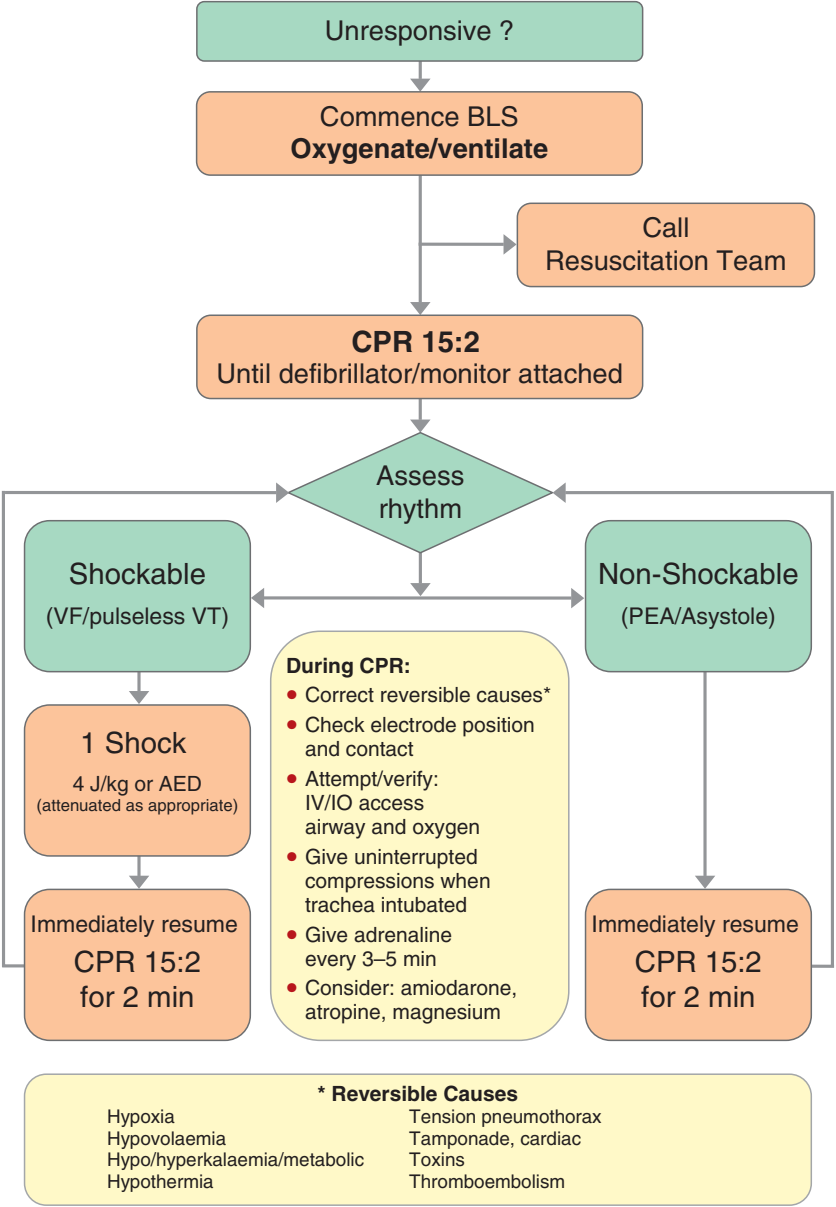 Unresponsive ?
Commence BLS
Oxygenate/ventilate
Call
Resuscitation Team
CPR 15:2
Until defibrillator/monitor attached
Assess
rhythm
Shockable
(VF/pulseless VT)
Non-Shockable
(PEA/Asystole)
1 Shock
4 J/kg or AED
(attenuated as appropriate)
Immediately resume
CPR 15:2
for 2 min
During CPR:
• Correct reversible causes*
• Check electrode position
and contact
• Attempt/verify:
IV/IO access
airway and oxygen
• Give uninterrupted
compressions when
trachea intubated
• Give adrenaline
every 3–5 min
• Consider: amiodarone,
atropine, magnesium
Immediately resume
CPR 15:2
for 2 min
* Reversible Causes
Hypoxia
Hypovolaemia
Hypo/hyperkalaemia/metabolic
Hypothermia
Tension pneumothorax
Tamponade, cardiac
Toxins
Thromboembolism